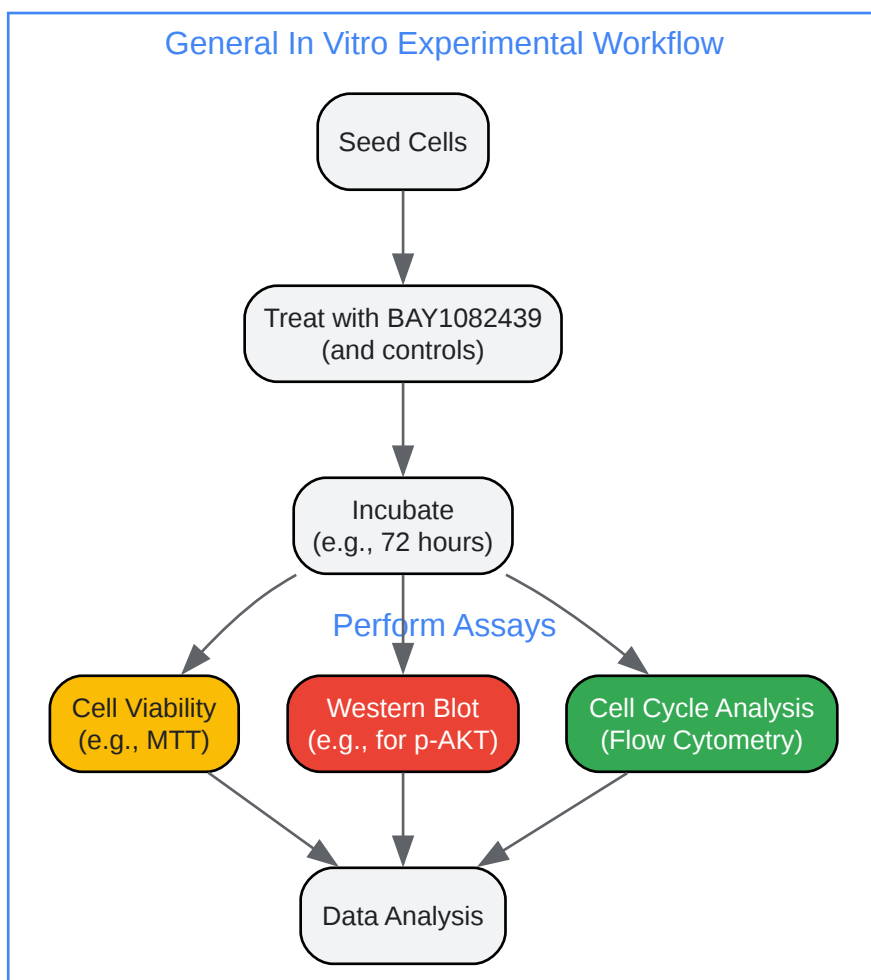 General In Vitro Experimental Workflow
Seed Cells
Treat with BAY1082439
(and controls)
Incubate
(e.g., 72 hours)
Perform Assays
Cell Viability
(e.g., MTT)
Western Blot
(e.g., for p-AKT)
Cell Cycle Analysis
(Flow Cytometry)
Data Analysis